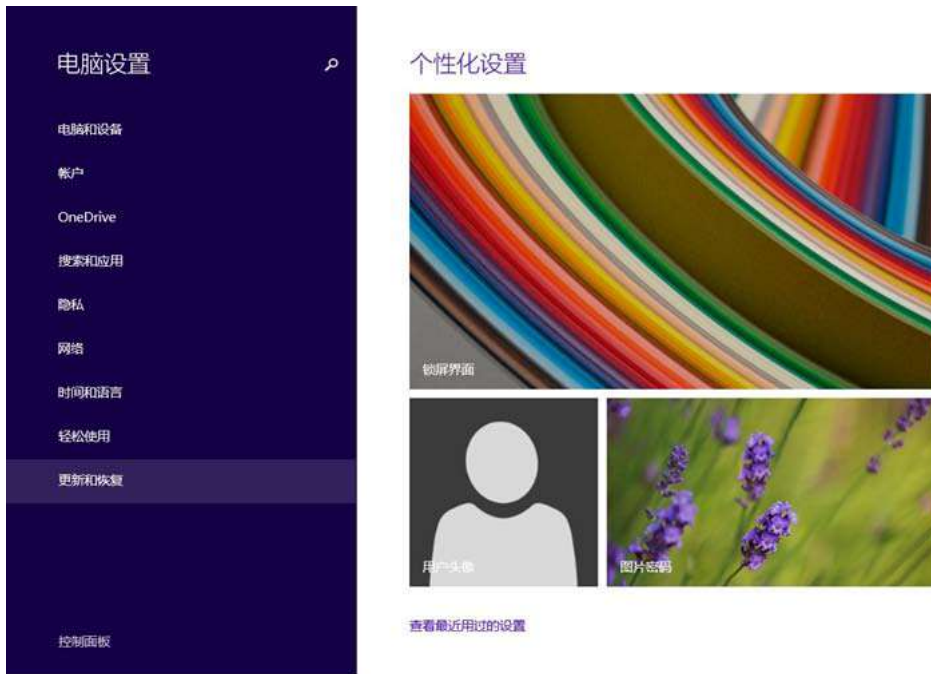 电脑设置
电脑和设备
帐户
OneDrive
搜索和应用
隐私
网络
时间和语言
轻松使用
更新和恢复
控制面板
个性化设置
锁屏界面
用户头像
图片密码
查看最近用过的设置